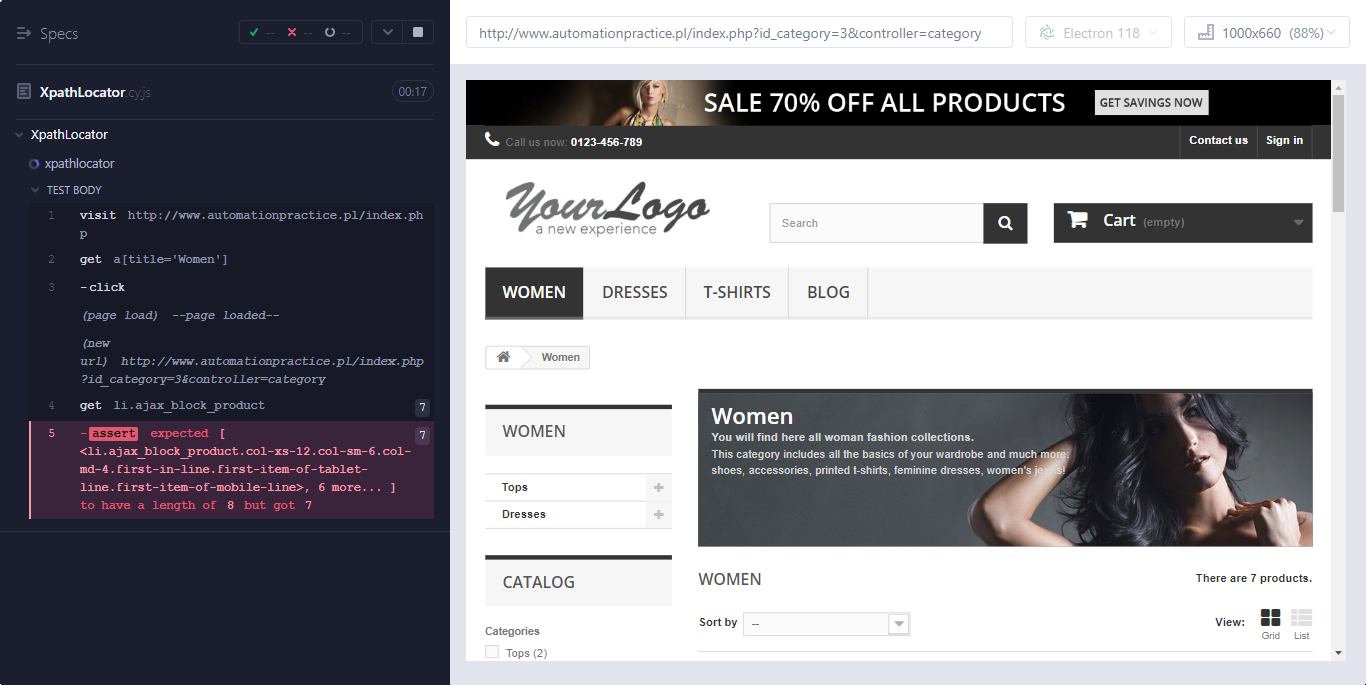 Specs
-- -- --
XpathLocator.cy.js 00:17
XpathLocator
xpathlocator
TEST BODY
1 visit http://www.automationpractice.pl/index.ph
p
2 get a[title='Women']
3 -click
(page load) --page loaded--
(new
url) http://www.automationpractice.pl/index.php
?id_category=3&controller=category
4 get li.ajax_block_product 7
5 -assert expected [ 7
<li.ajax_block_product.col-xs-12.col-sm-6.col-
md-4.first-in-line.first-item-of-tablet-
line.first-item-of-mobile-line>, 6 more... ]
to have a length of 8 but got 7
http://www.automationpractice.pl/index.php?id_category=3&controller=category
Electron 118
1000x660 (88%)
SALE 70% OFF ALL PRODUCTS GET SAVINGS NOW
Call us now: 0123-456-789 Contact us Sign in
YourLogo
a new experience
Search
Cart (empty)
WOMEN DRESSES T-SHIRTS BLOG
Women
WOMEN
Tops
Dresses
CATALOG
Categories
Tops (2)
Women
You will find here all woman fashion collections.
This category includes all the basics of your wardrobe and much more:
shoes, accessories, printed t-shirts, feminine dresses, women's jeans!
WOMEN There are 7 products.
Sort by -- View: Grid List